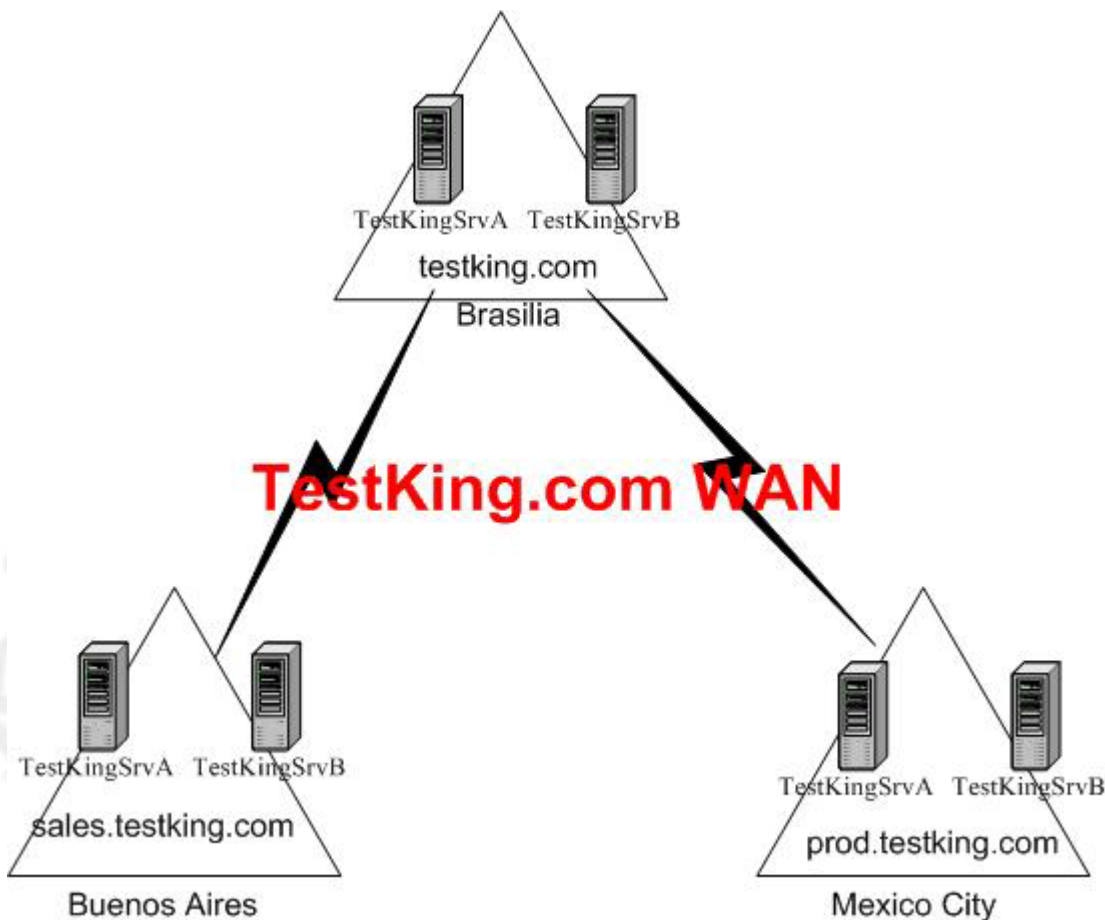 TestKingSrvA TestKingSrvB
testking.com
Brasilia
TestKing.com WAN
TestKingSrvA TestKingSrvB
sales.testking.com
Buenos Aires
TestKingSrvA TestKingSrvB
prod.testking.com
Mexico City